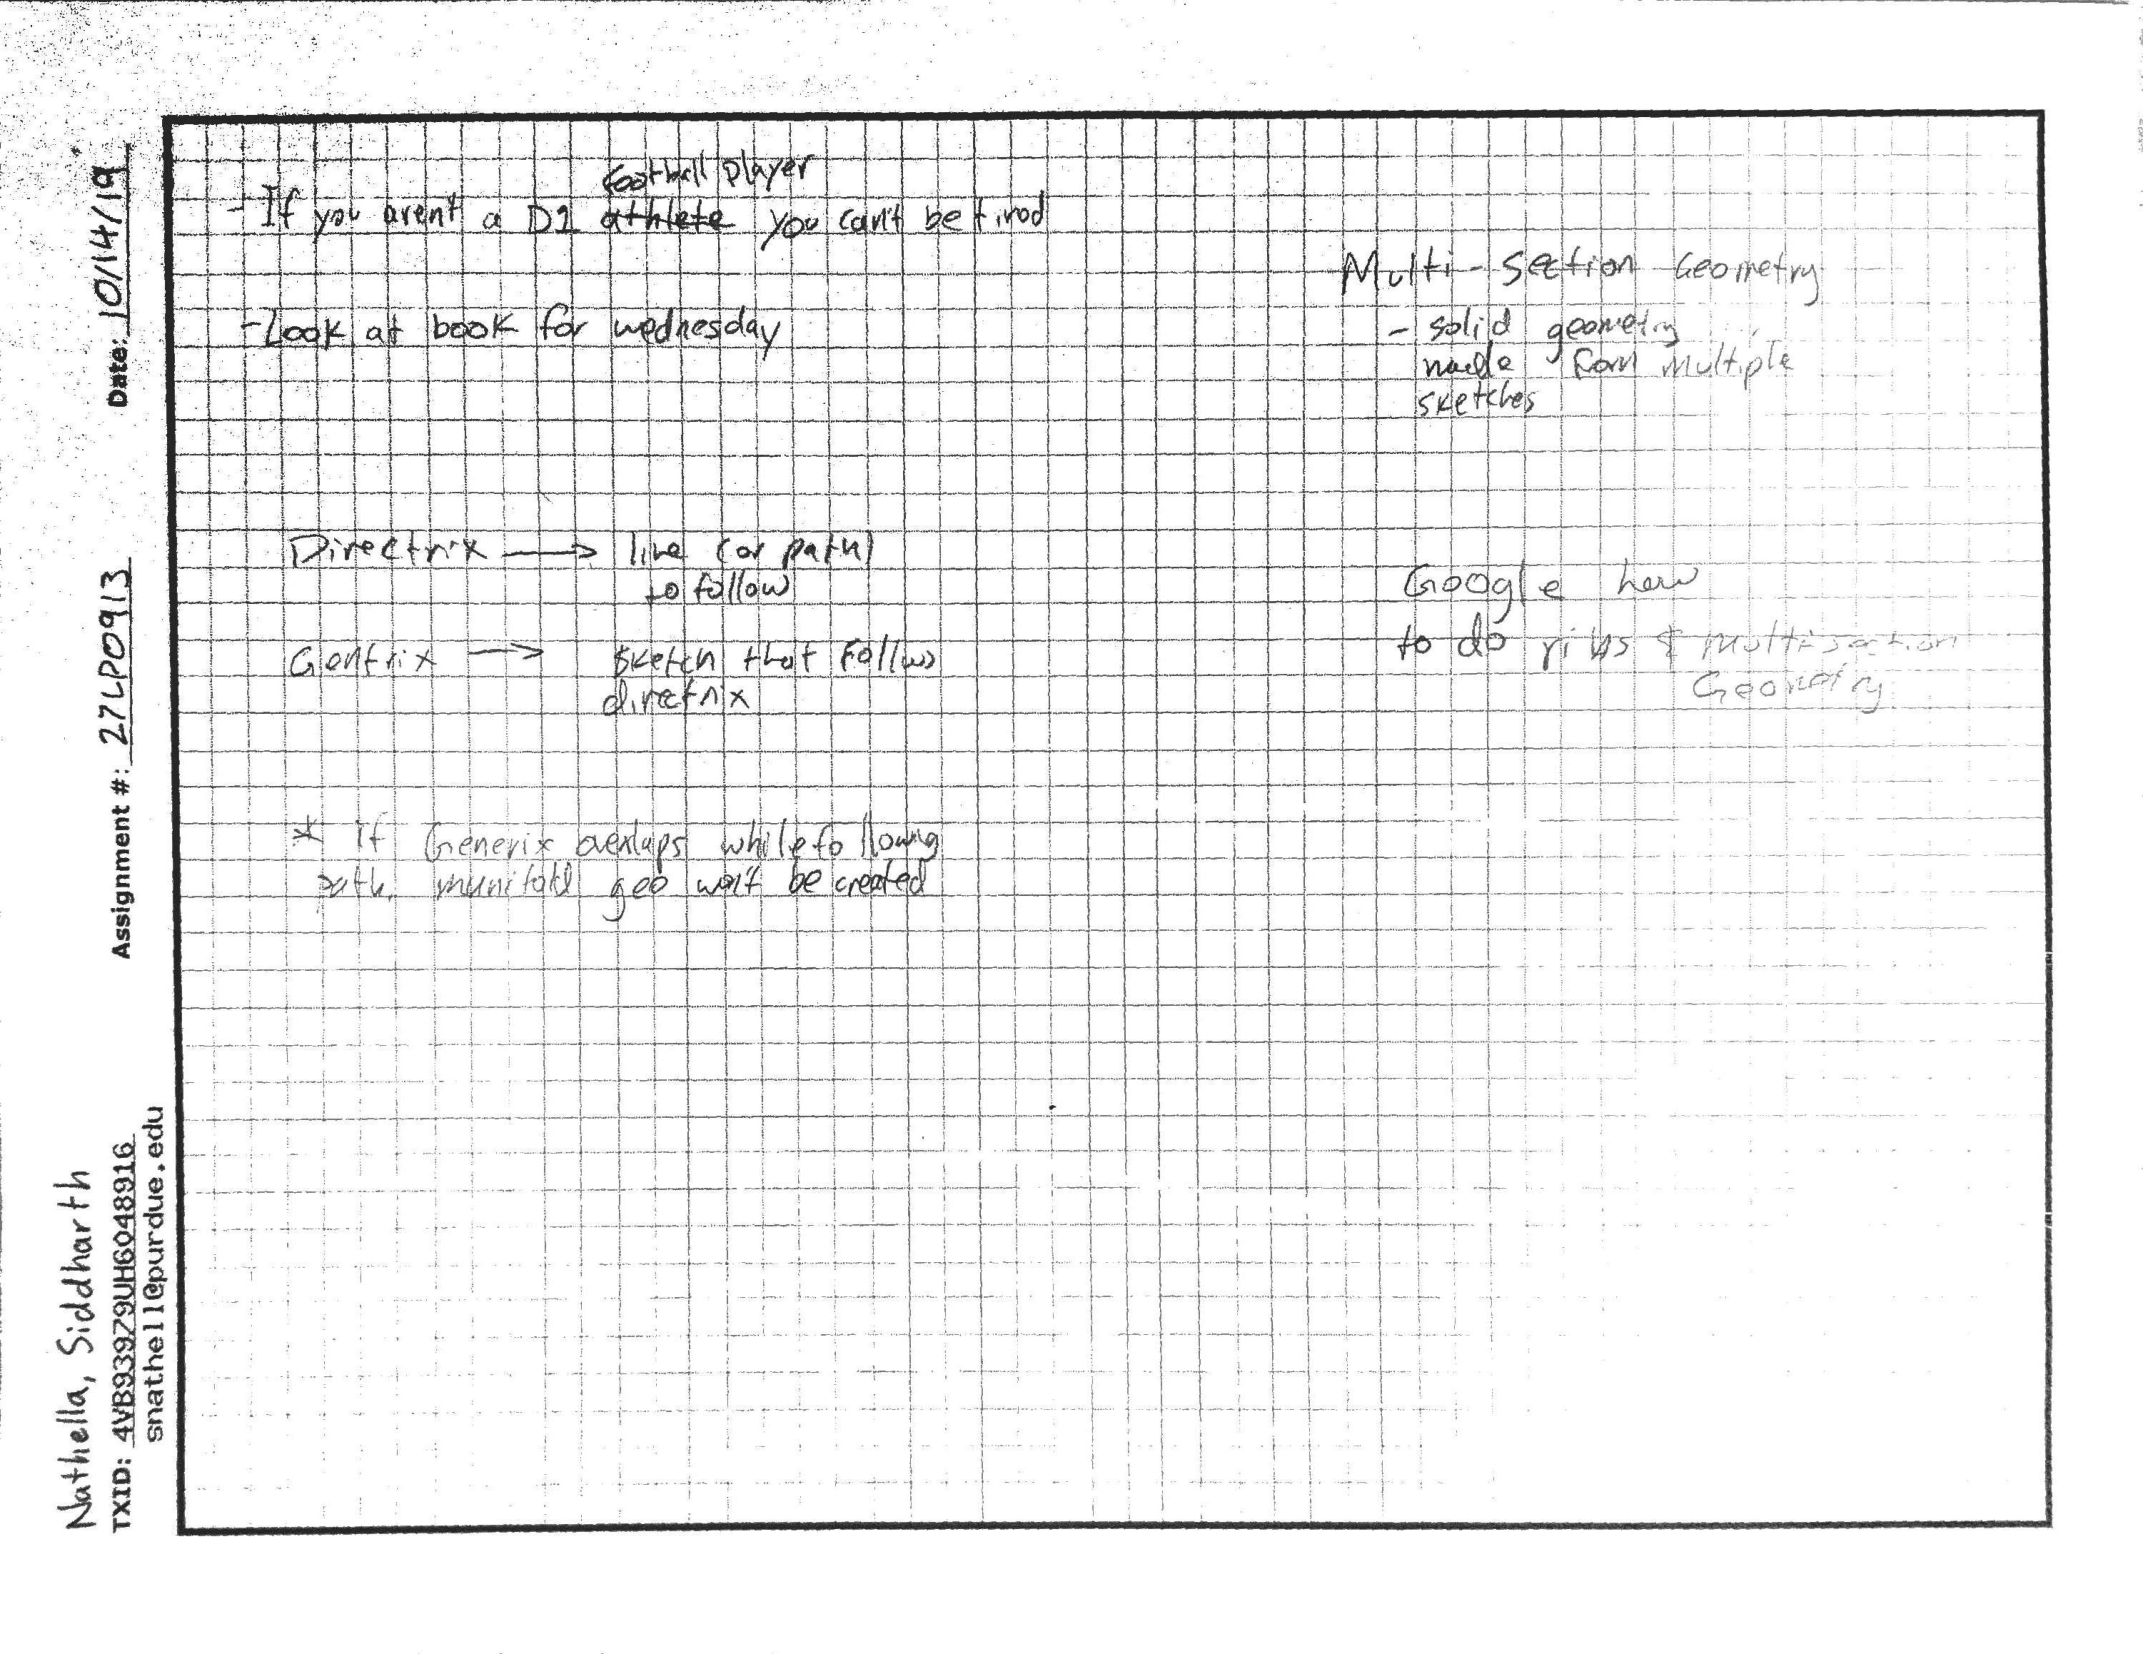 Nathella, Siddharth
TXID: 4VB93979UH6048916
snathell@purdue.edu
Assignment #: 27LP0913
Date: 10/14/19
football player
- If you arent a D1 athlete you can't be tired
- Look at book for wednesday
Directrix → line (or path)
to follow
Gentrix → sketch that follows
directrix
* if Generix overlaps while following
path, manifold geo won't be created
Multi-section Geometry
- solid geometry
made from multiple
sketches
Google how
to do ribs & multisection
Geometry